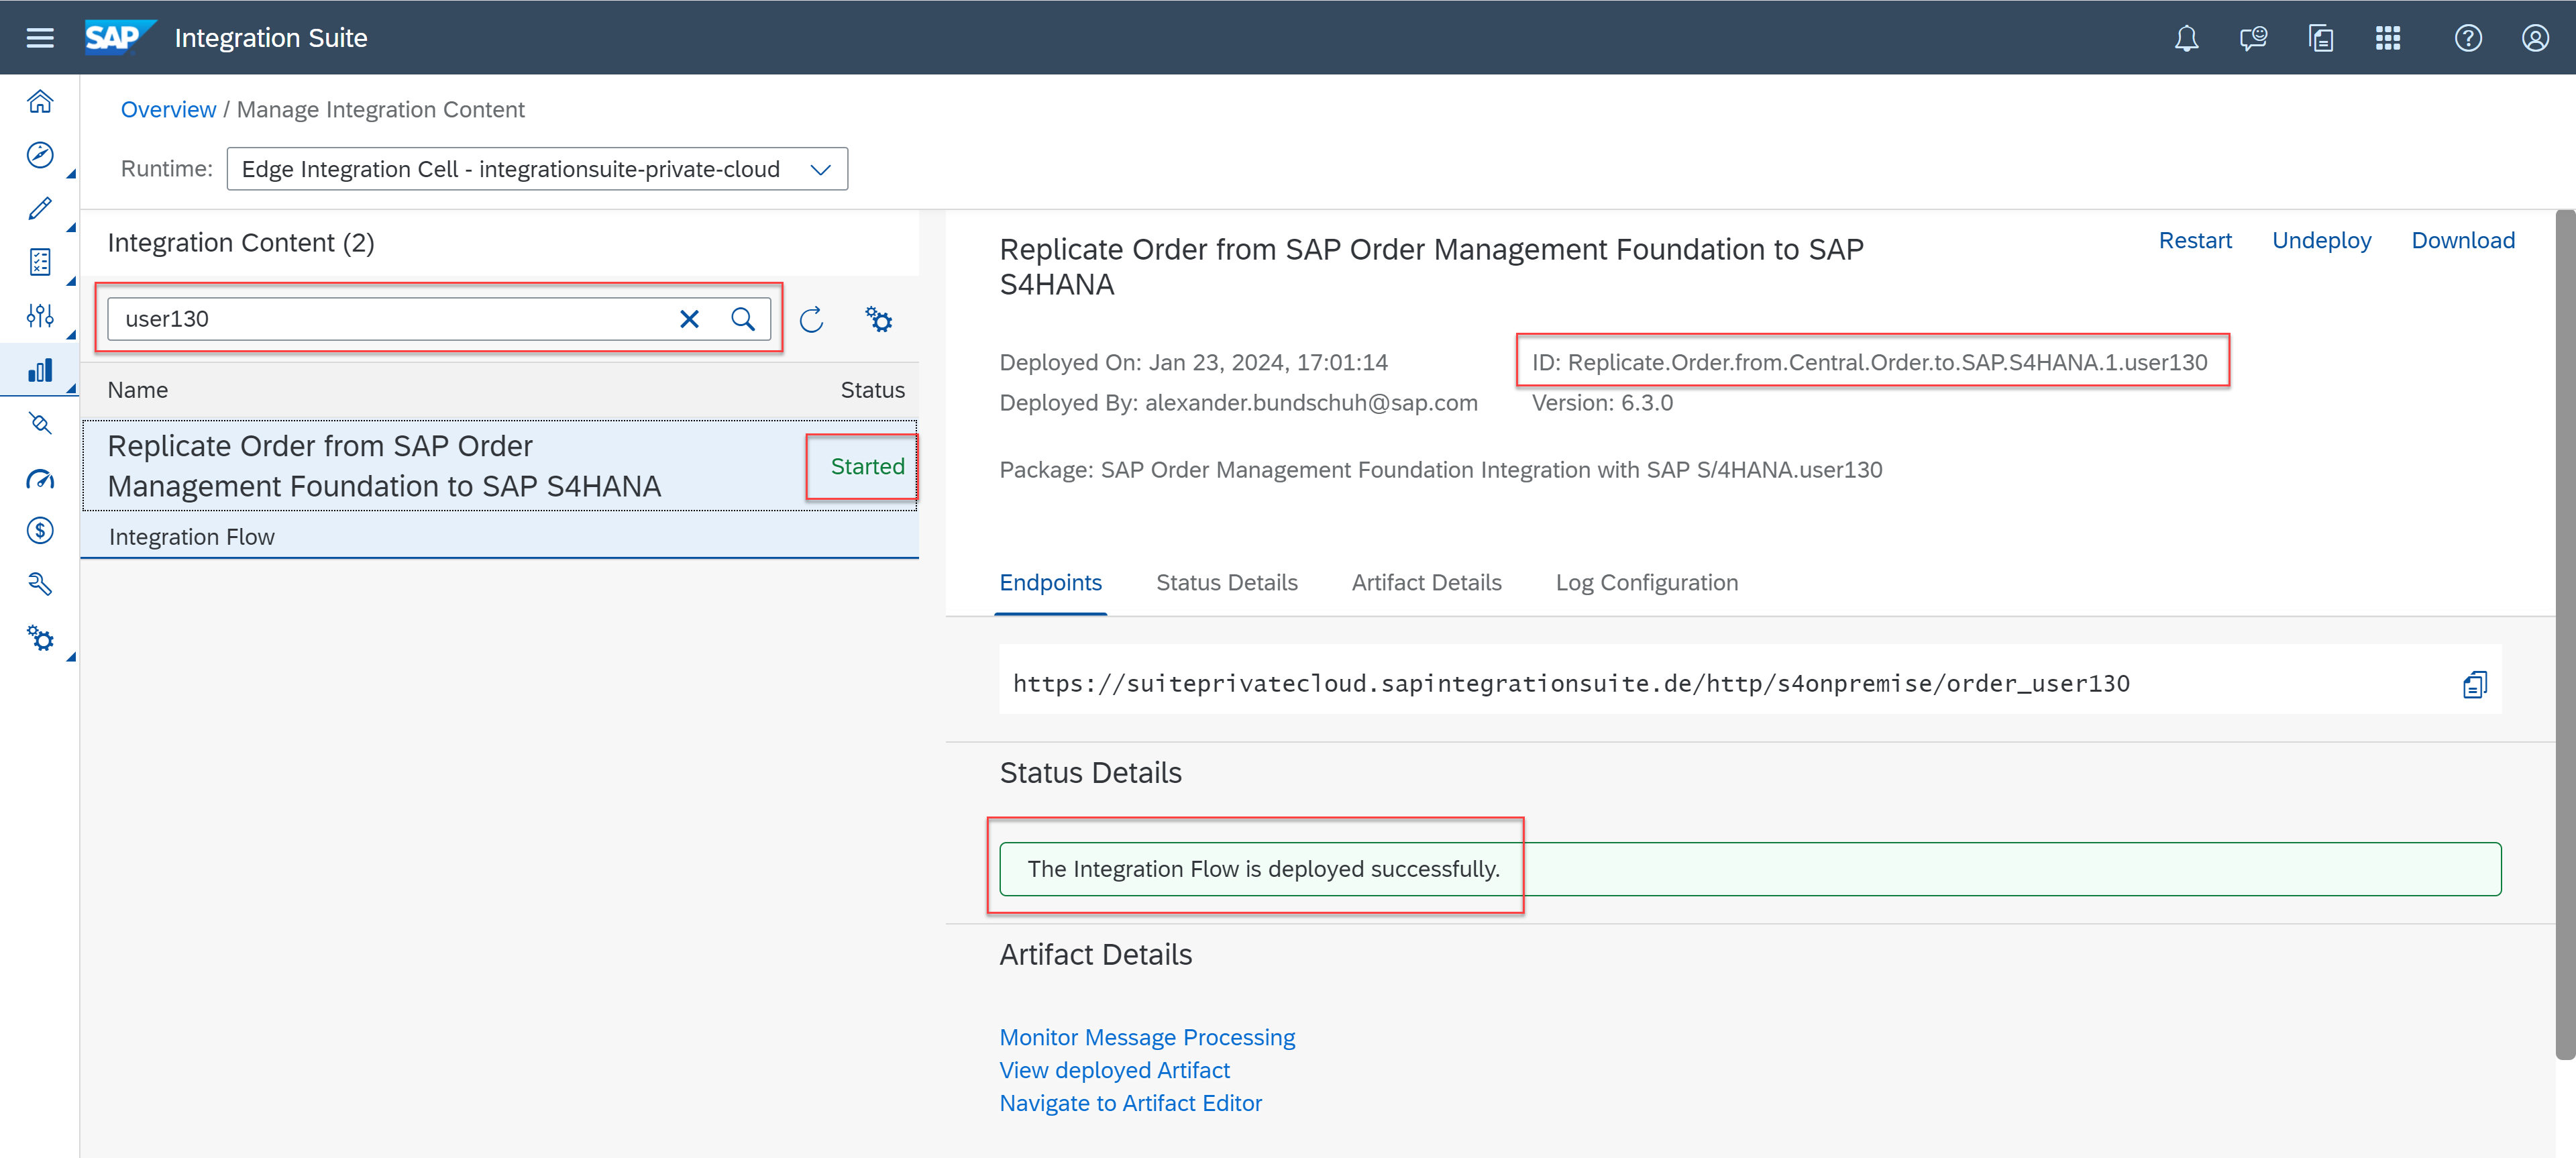 SAP Integration Suite
Overview / Manage Integration Content
Runtime: Edge Integration Cell - integrationsuite-private-cloud
Integration Content (2)
user130
Name Status
Replicate Order from SAP Order
Management Foundation to SAP S4HANA
Started
Integration Flow
Replicate Order from SAP Order Management Foundation to SAP
S4HANA
Restart Undeploy Download
Deployed On: Jan 23, 2024, 17:01:14
ID: Replicate.Order.from.Central.Order.to.SAP.S4HANA.1.user130
Deployed By: alexander.bundschuh@sap.com
Version: 6.3.0
Package: SAP Order Management Foundation Integration with SAP S/4HANA.user130
Endpoints Status Details Artifact Details Log Configuration
https://suiteprivatecloud.sapintegrationsuite.de/http/s4onpremise/order_user130
Status Details
The Integration Flow is deployed successfully.
Artifact Details
Monitor Message Processing
View deployed Artifact
Navigate to Artifact Editor